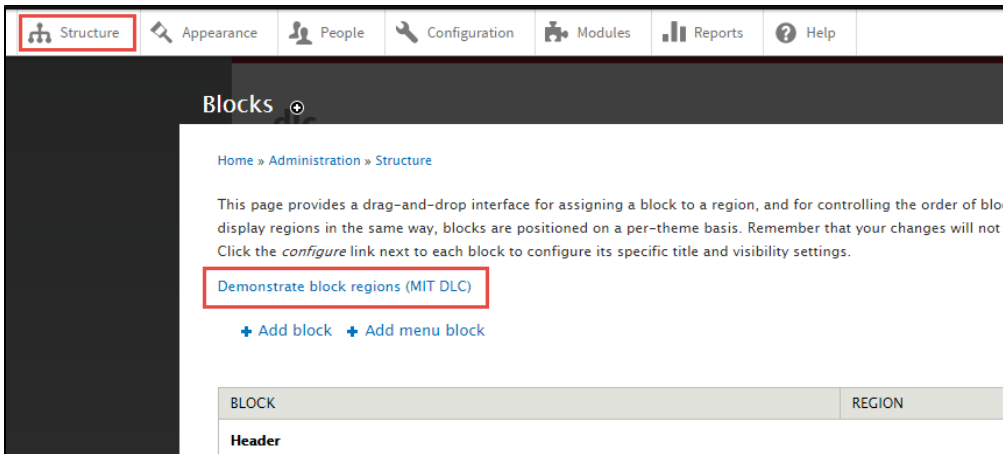 Structure Appearance People Configuration Modules Reports Help
Blocks
dlc
Home » Administration » Structure
This page provides a drag-and-drop interface for assigning a block to a region, and for controlling the order of
display regions in the same way, blocks are positioned on a per-theme basis. Remember that your changes will not
Click the configure link next to each block to configure its specific title and visibility settings.
Demonstrate block regions (MIT DLC)
Add block Add menu block
BLOCK REGION
Header